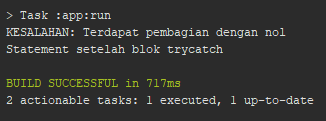 > Task :app:run
KESALAHAN: Terdapat pembagian dengan nol
Statement setelah blok trycatch
BUILD SUCCESSFUL in 717ms
2 actionable tasks: 1 executed, 1 up-to-date